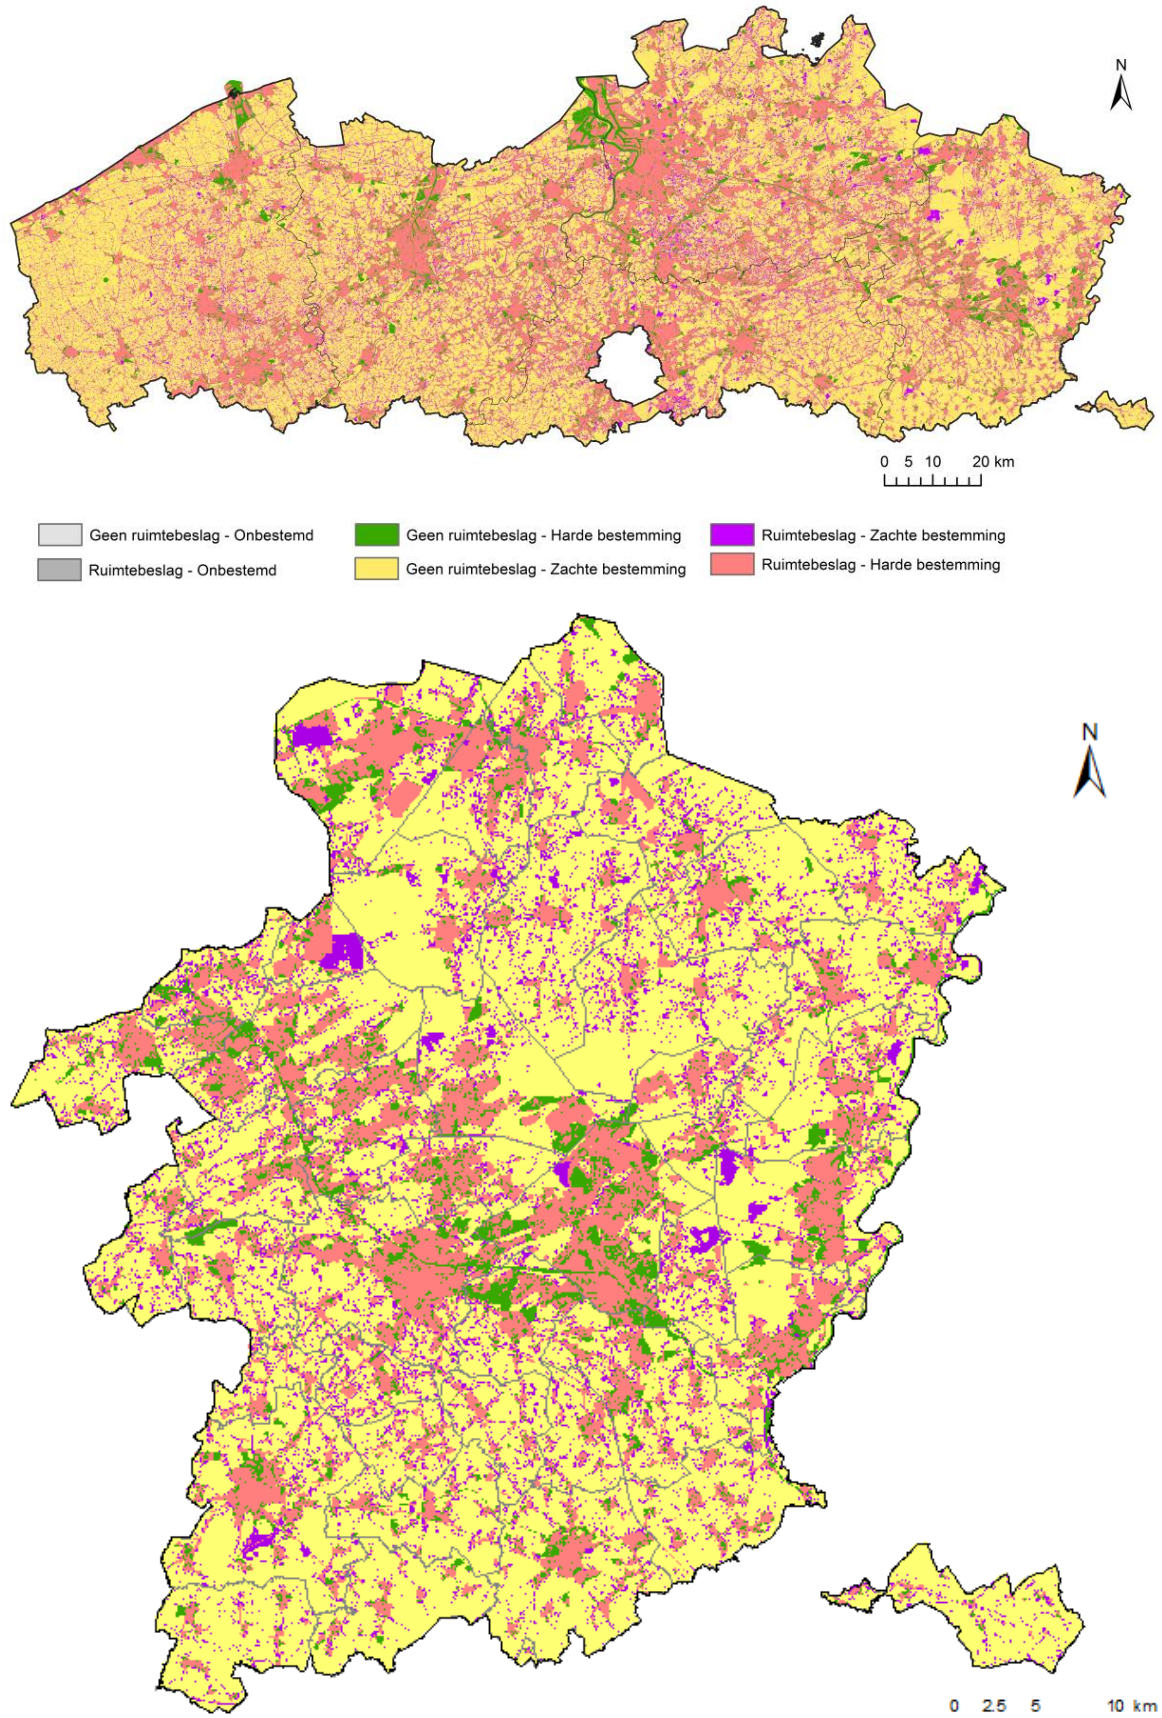 N
0 5 10 20 km
Geen ruimtebeslag - Onbestemd
Geen ruimtebeslag - Harde bestemming
Ruimtebeslag - Zachte bestemming
Ruimtebeslag - Onbestemd
Geen ruimtebeslag - Zachte bestemming
Ruimtebeslag - Harde bestemming
N
0 2.5 5 10 km